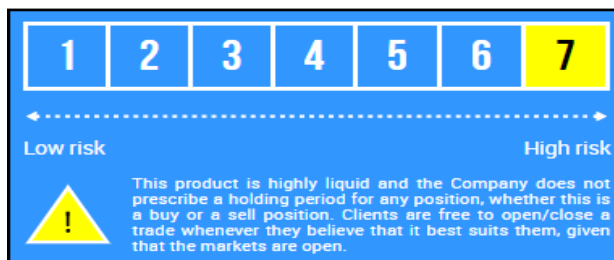 1 2 3 4 5 6 7
Low risk High risk
This product is highly liquid and the Company does not
prescribe a holding period for any position, whether this is
a buy or a sell position. Clients are free to open/close a
trade whenever they believe that it best suits them, given
that the markets are open.
!